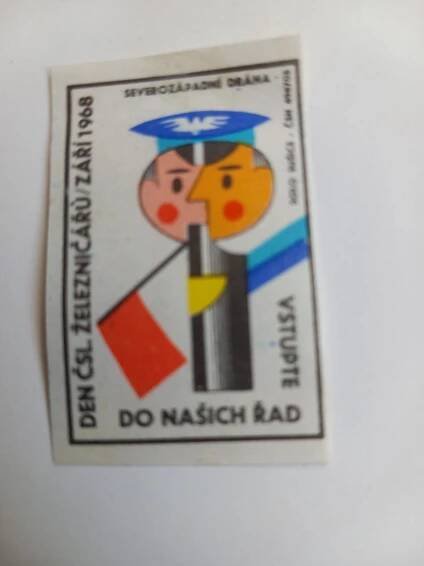 DEN ČSL. ŽELEZNIČÁŘŮ/ZÁŘÍ 1968
SEVEROZÁPADNÍ DRÁHA
VSTUPTE
DO NAŠICH ŘAD